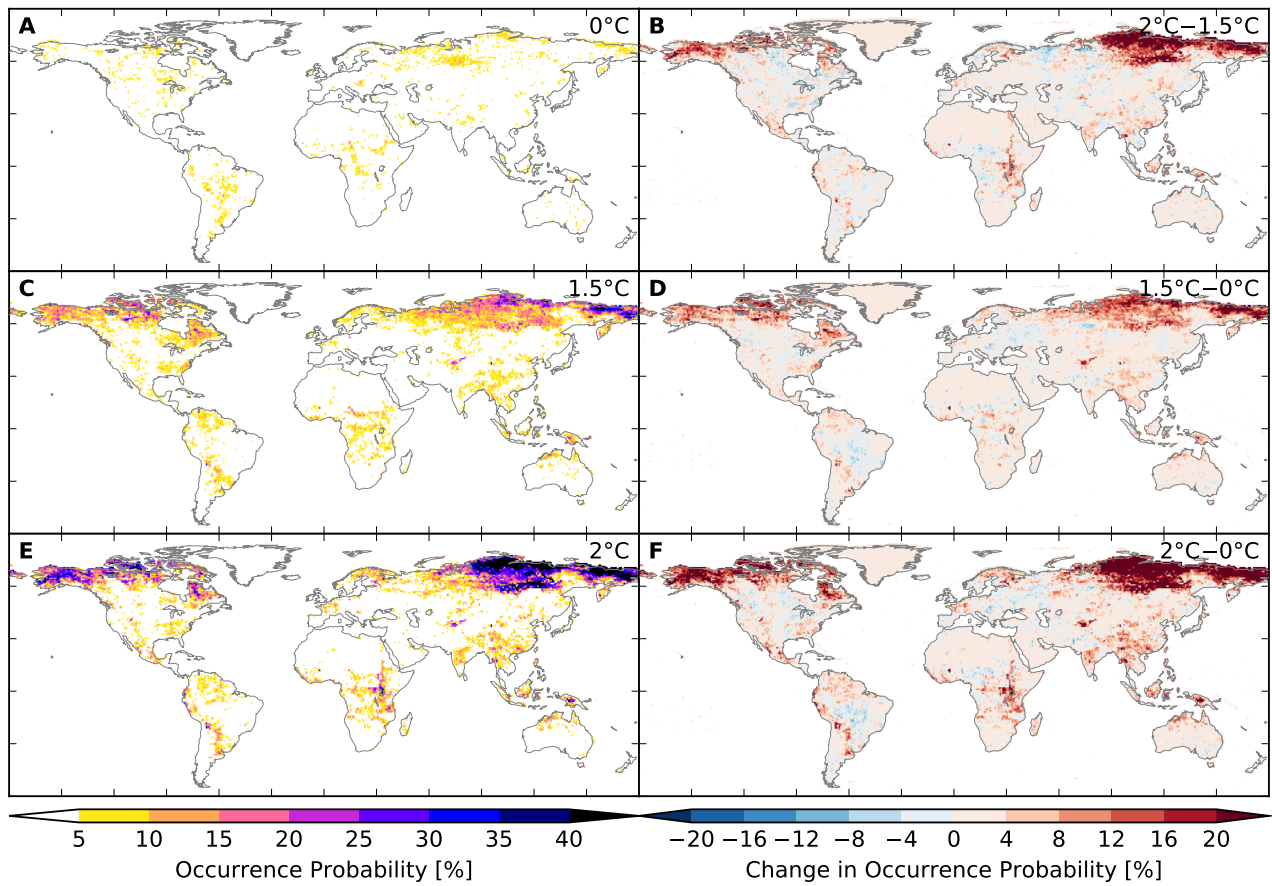 A 0°C
B 2°C−1.5°C
C 1.5°C
D 1.5°C−0°C
E 2°C
F 2°C−0°C
5 10 15 20 25 30 35 40
Occurrence Probability [%]
−20 −16 −12 −8 −4 0 4 8 12 16 20
Change in Occurrence Probability [%]